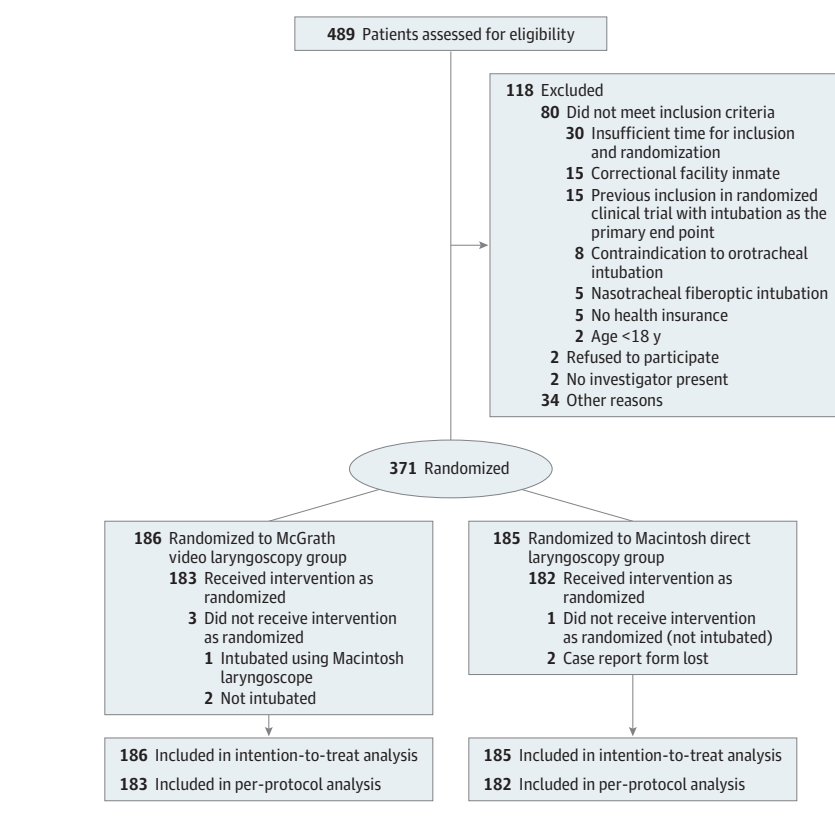 489 Patients assessed for eligibility
118 Excluded
80 Did not meet inclusion criteria
30 Insufficient time for inclusion
and randomization
15 Correctional facility inmate
15 Previous inclusion in randomized
clinical trial with intubation as the
primary end point
8 Contraindication to orotracheal
intubation
5 Nasotracheal fiberoptic intubation
5 No health insurance
2 Age <18 y
2 Refused to participate
2 No investigator present
34 Other reasons
371 Randomized
186 Randomized to McGrath
video laryngoscopy group
183 Received intervention as
randomized
3 Did not receive intervention
as randomized
1 Intubated using Macintosh
laryngoscope
2 Not intubated
185 Randomized to Macintosh direct
laryngoscopy group
182 Received intervention as
randomized
1 Did not receive intervention
as randomized (not intubated)
2 Case report form lost
186 Included in intention-to-treat analysis
183 Included in per-protocol analysis
185 Included in intention-to-treat analysis
182 Included in per-protocol analysis